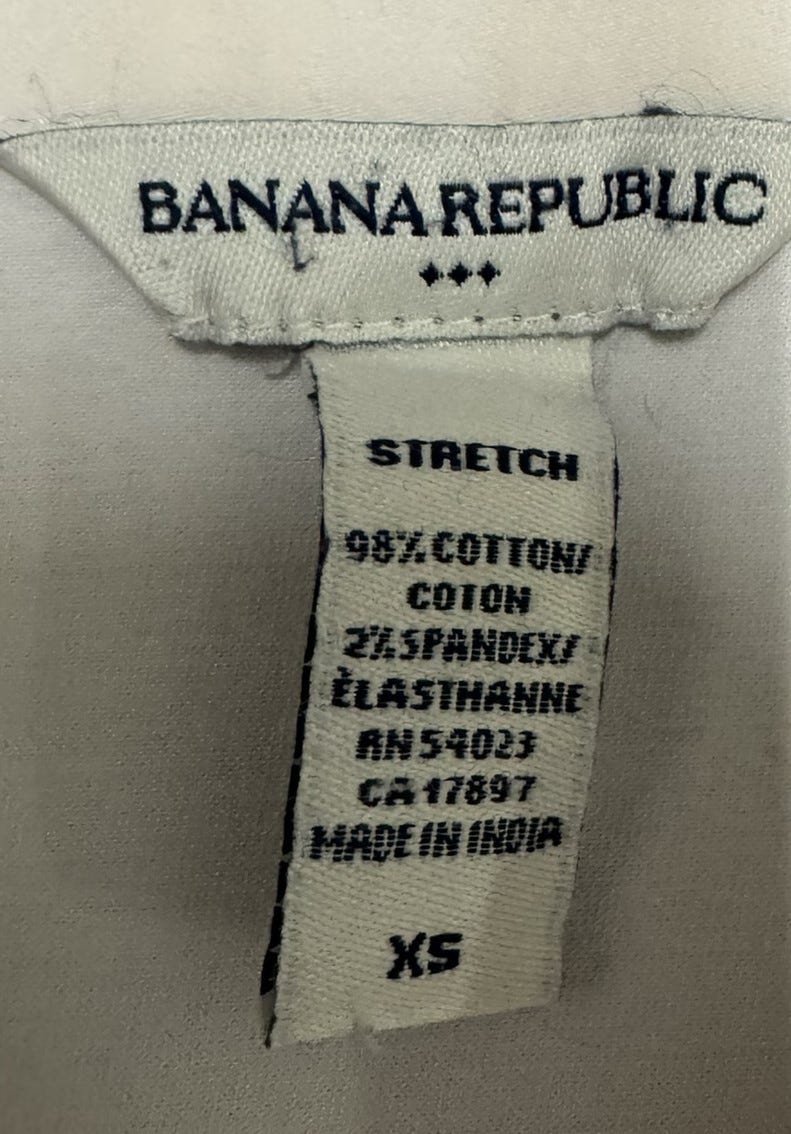 BANANA REPUBLIC
STRETCH
98% COTTON/
COTON
2% SPANDEX/
ÈLASTHANNE
RN 54023
CA 17897
MADE IN INDIA
XS